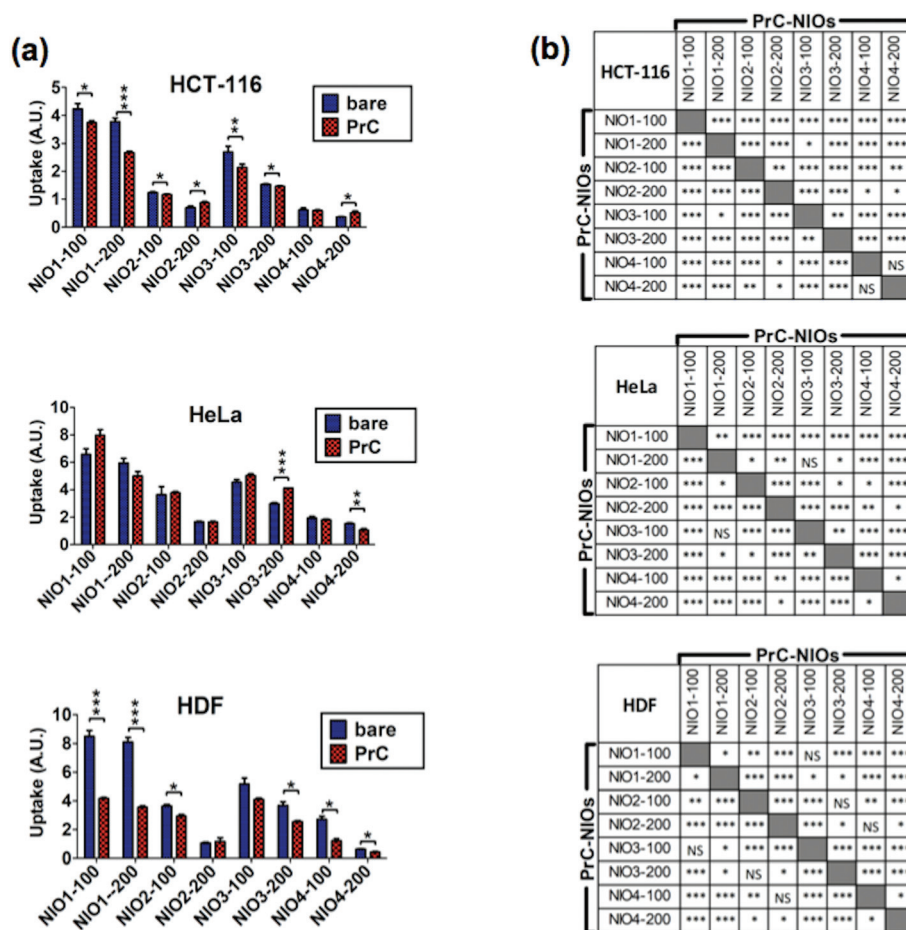 (a)
HCT-116
bare
PrC
Uptake (A.U.)
5
4
3
2
1
0
* *** * * ** * *
NIO1-100 NIO1--200 NIO2-100 NIO2-200 NIO3-100 NIO3-200 NIO4-100 NIO4-200
HeLa
bare
PrC
Uptake (A.U.)
10
8
6
4
2
0
*** **
NIO1-100 NIO1--200 NIO2-100 NIO2-200 NIO3-100 NIO3-200 NIO4-100 NIO4-200
HDF
bare
PrC
Uptake (A.U.)
10
8
6
4
2
0
*** *** * * * *
NIO1-100 NIO1--200 NIO2-100 NIO2-200 NIO3-100 NIO3-200 NIO4-100 NIO4-200
(b)
PrC-NIOs
HCT-116 NIO1-100 NIO1-200 NIO2-100 NIO2-200 NIO3-100 NIO3-200 NIO4-100 NIO4-200
PrC-NIOs
NIO1-100 *** *** *** *** *** *** ***
NIO1-200 *** *** *** * *** *** ***
NIO2-100 *** *** ** *** *** *** **
NIO2-200 *** *** *** *** *** * *
NIO3-100 *** * *** *** ** *** ***
NIO3-200 *** *** *** *** ** *** ***
NIO4-100 *** *** *** * *** *** NS
NIO4-200 *** *** ** * *** *** NS
PrC-NIOs
HeLa NIO1-100 NIO1-200 NIO2-100 NIO2-200 NIO3-100 NIO3-200 NIO4-100 NIO4-200
PrC-NIOs
NIO1-100 ** *** *** *** *** *** ***
NIO1-200 *** * ** NS * *** ***
NIO2-100 *** * *** *** * * ***
NIO2-200 *** *** *** *** *** ** *
NIO3-100 *** NS *** *** ** *** ***
NIO3-200 *** * * *** ** *** ***
NIO4-100 *** *** *** ** *** *** *
NIO4-200 *** *** *** * *** *** *
PrC-NIOs
HDF NIO1-100 NIO1-200 NIO2-100 NIO2-200 NIO3-100 NIO3-200 NIO4-100 NIO4-200
PrC-NIOs
NIO1-100 * ** *** NS *** *** ***
NIO1-200 * *** *** * * *** ***
NIO2-100 ** *** *** *** NS ** ***
NIO2-200 *** *** *** *** * NS *
NIO3-100 NS * *** *** *** *** ***
NIO3-200 *** * NS * *** *** ***
NIO4-100 *** *** ** NS *** *** *
NIO4-200 *** *** ** * *** * *